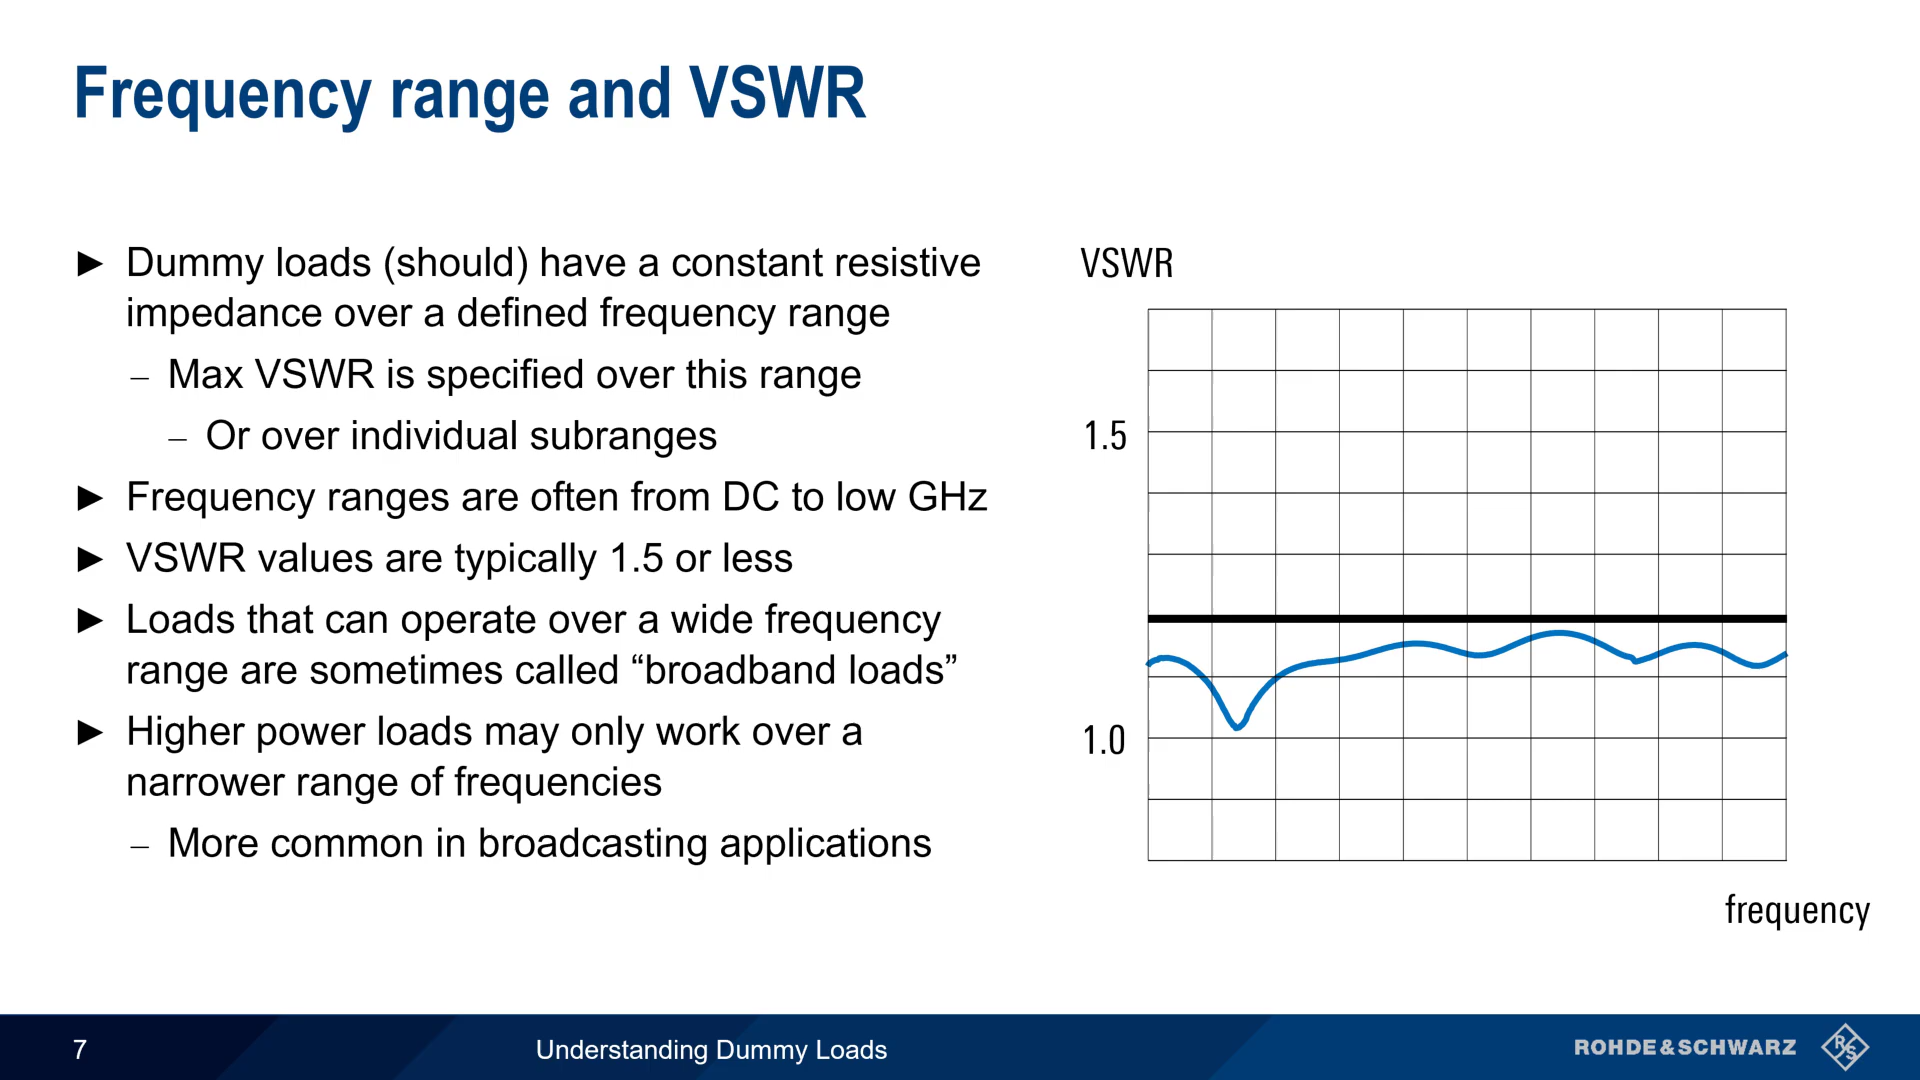 Frequency range and VSWR
► Dummy loads (should) have a constant resistive
impedance over a defined frequency range
– Max VSWR is specified over this range
– Or over individual subranges
► Frequency ranges are often from DC to low GHz
► VSWR values are typically 1.5 or less
► Loads that can operate over a wide frequency
range are sometimes called “broadband loads”
► Higher power loads may only work over a
narrower range of frequencies
– More common in broadcasting applications
VSWR
1.5
1.0
frequency
7
Understanding Dummy Loads
ROHDE&SCHWARZ
R&S